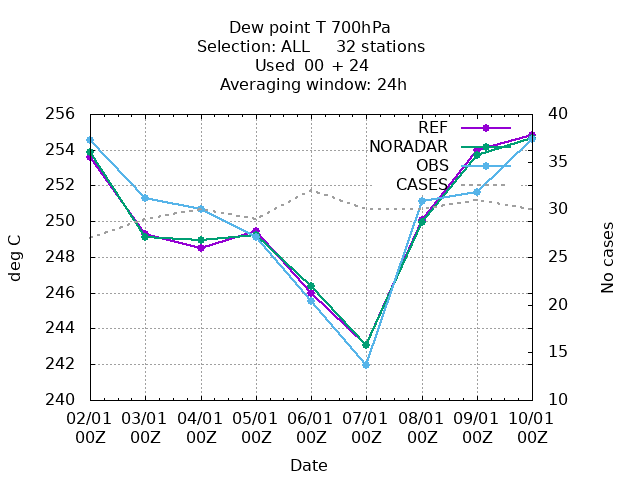 Dew point T 700hPa
Selection: ALL 32 stations
Used 00 + 24
Averaging window: 24h
256
254
252
250
248
246
244
242
240
deg C
40
35
30
25
20
15
10
No cases
REF
NORADAR
OBS
CASES
02/01 03/01 04/01 05/01 06/01 07/01 08/01 09/01 10/01
00Z 00Z 00Z 00Z 00Z 00Z 00Z 00Z 00Z
Date